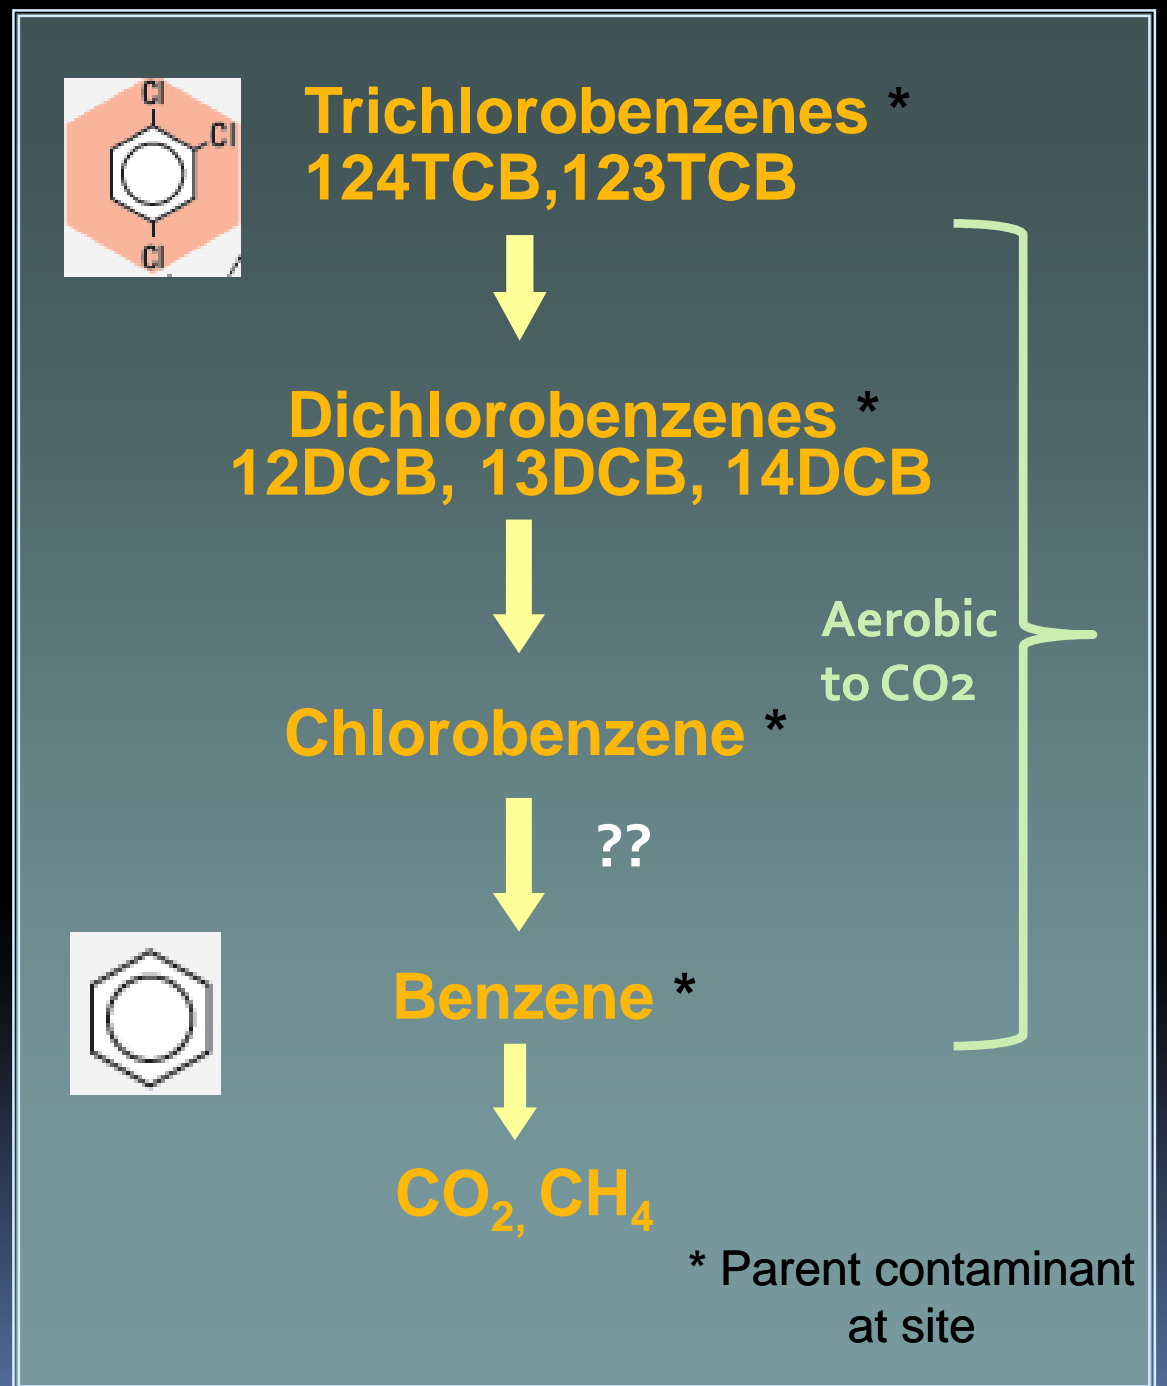 Cl
Cl
Cl
Trichlorobenzenes *
124TCB,123TCB
Dichlorobenzenes *
12DCB, 13DCB, 14DCB
Aerobic
to CO2
Chlorobenzene *
??
Benzene *
CO₂, CH₄
* Parent contaminant
at site